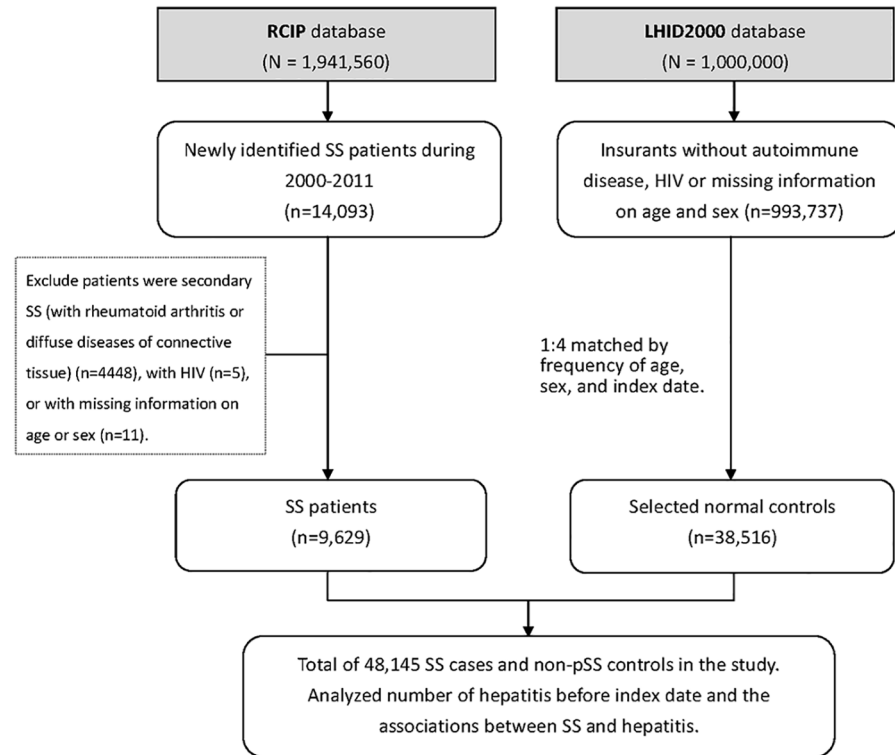 RCIP database
(N = 1,941,560)
LHID2000 database
(N = 1,000,000)
Newly identified SS patients during
2000-2011
(n=14,093)
Insurants without autoimmune
disease, HIV or missing information
on age and sex (n=993,737)
Exclude patients were secondary
SS (with rheumatoid arthritis or
diffuse diseases of connective
tissue) (n=4448), with HIV (n=5),
or with missing information on
age or sex (n=11).
1:4 matched by
frequency of age,
sex, and index date.
SS patients
(n=9,629)
Selected normal controls
(n=38,516)
Total of 48,145 SS cases and non-pSS controls in the study.
Analyzed number of hepatitis before index date and the
associations between SS and hepatitis.